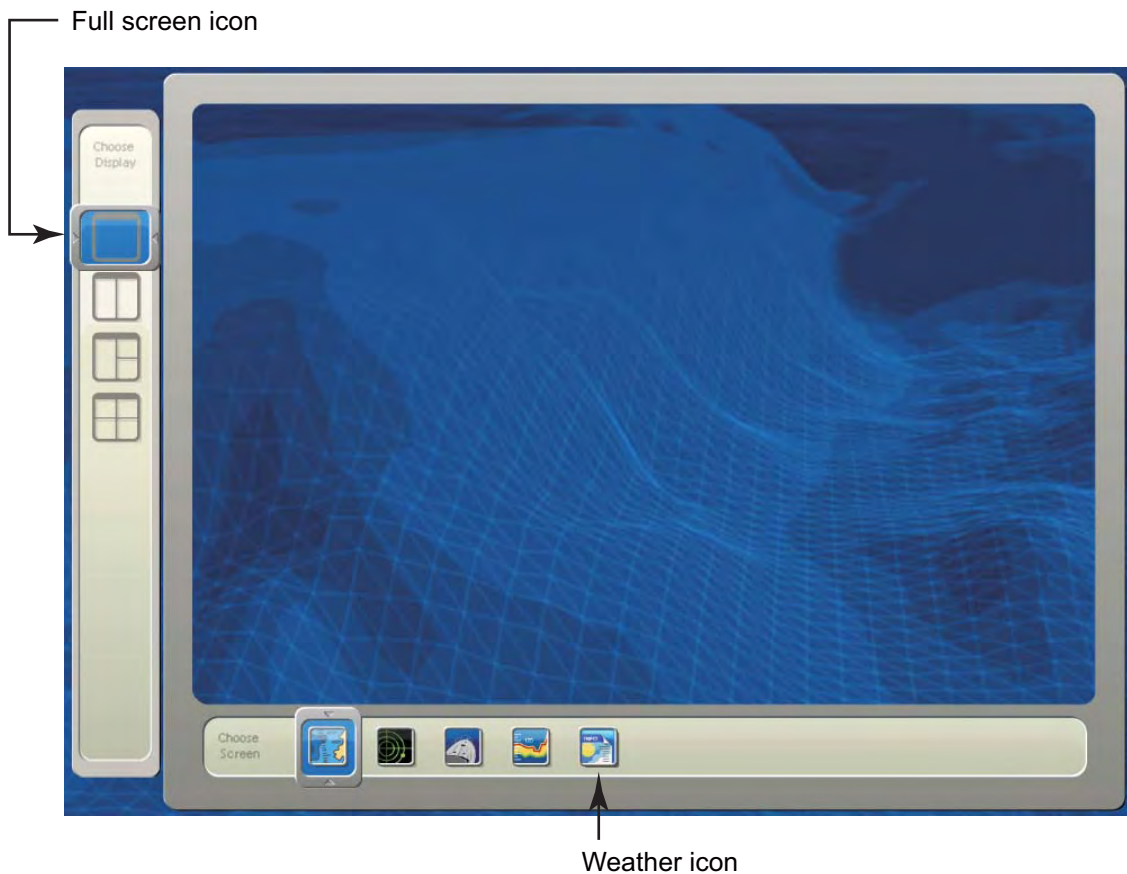 Full screen icon
Choose
Display
Choose
Screen
Weather icon